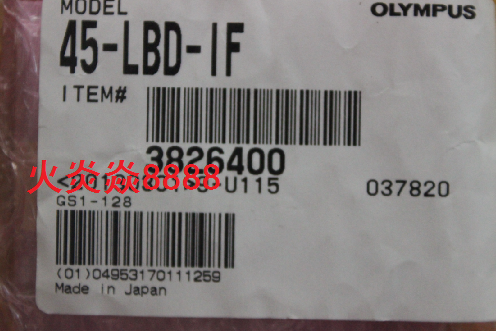 MODEL
OLYMPUS
45-LBD-IF
ITEM#
3826400
火炎焱8888
U115
037820
GS1-128
(01)04953170111259
Made in Japan